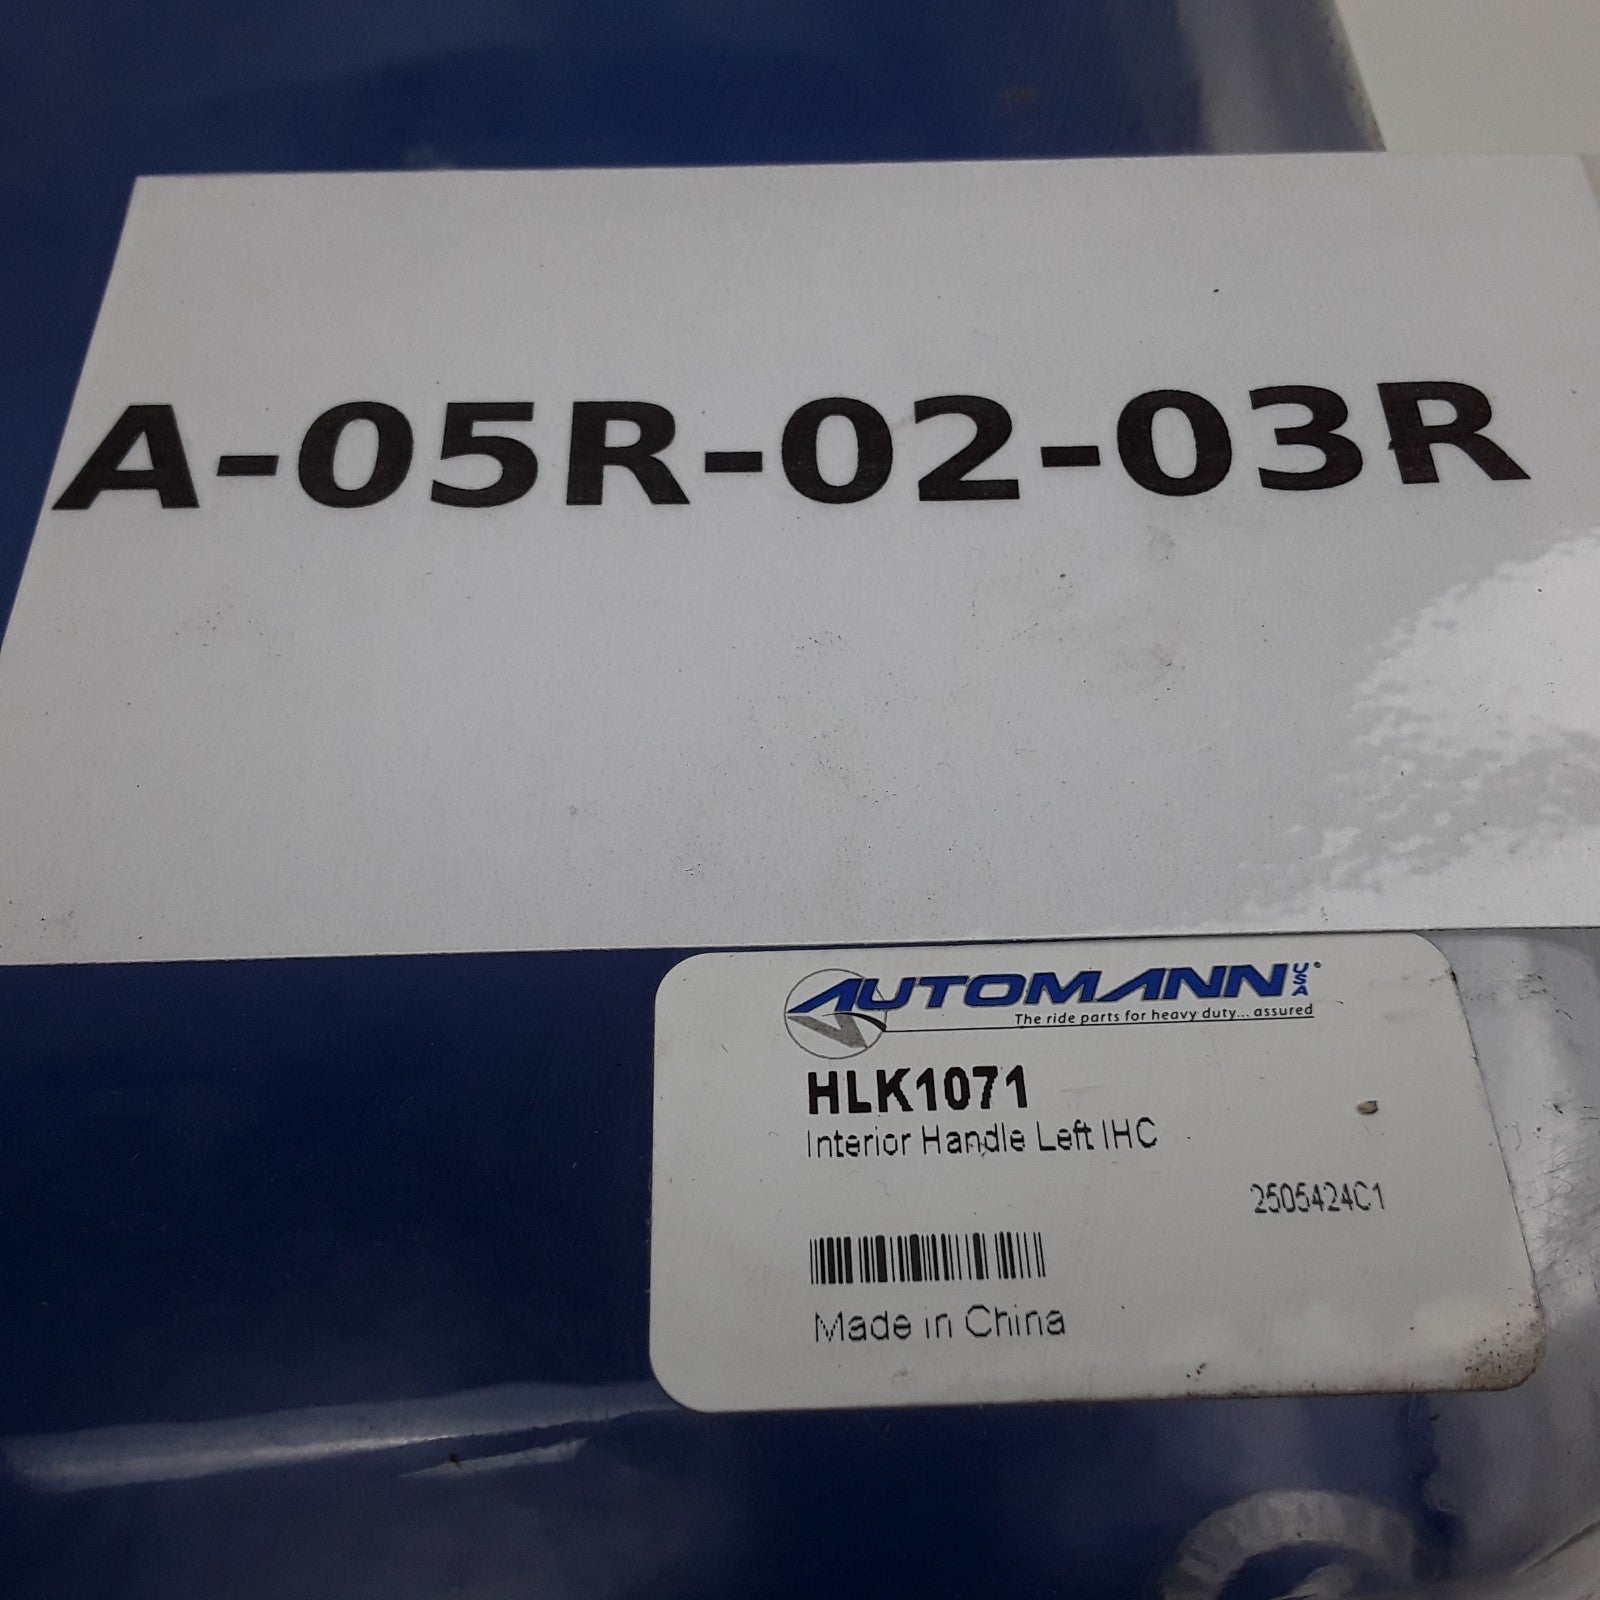 A-05R-02-03R
AUTOMANN USA®
The ride parts for heavy duty... assured
HLK1071
Interior Handle Left IHC
2505424C1
Made in China